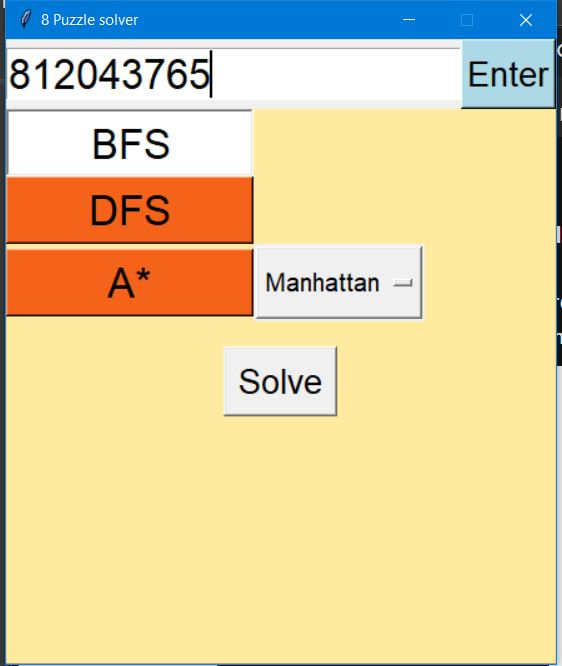 8 Puzzle solver
812043765 Enter
BFS
DFS
A* Manhattan
Solve